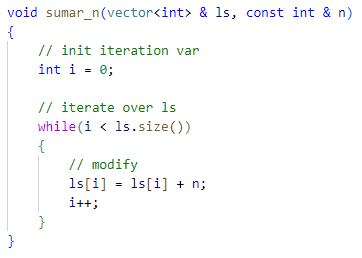 void sumar_n(vector<int> & ls, const int & n)
{
    // init iteration var
    int i = 0;

    // iterate over ls
    while(i < ls.size())
    {
        // modify
        ls[i] = ls[i] + n;
        i++;
    }
}